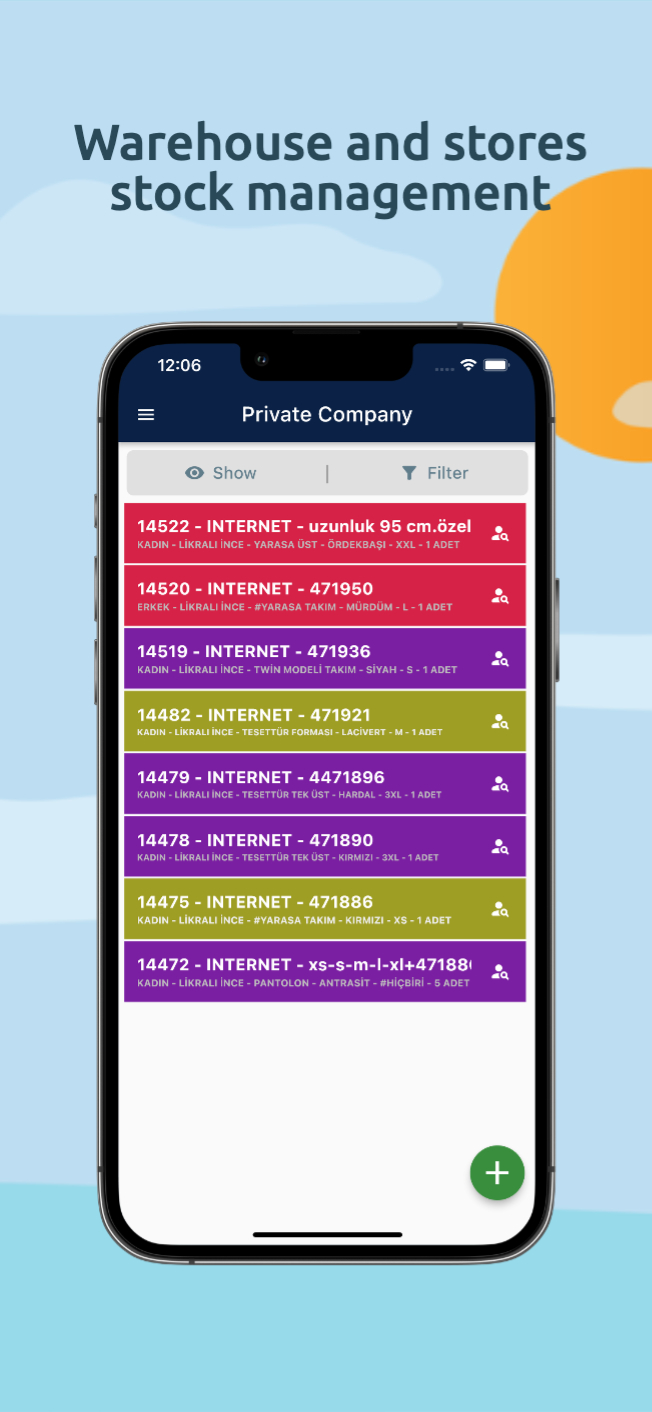 Warehouse and stores
stock management
12:06
Private Company
Show | Filter
14522 - INTERNET - uzunluk 95 cm.özel
KADIN - LİKRALI İNCE - YARASA ÜST - ÖRDEKBAŞI - XXL - 1 ADET
14520 - INTERNET - 471950
ERKEK - LİKRALI İNCE - #YARASA TAKIM - MÜRDÜM - L - 1 ADET
14519 - INTERNET - 471936
KADIN - LİKRALI İNCE - TWİN MODELİ TAKIM - SİYAH - S - 1 ADET
14482 - INTERNET - 471921
KADIN - LİKRALI İNCE - TESETTÜR FORMASI - LACİVERT - M - 1 ADET
14479 - INTERNET - 4471896
KADIN - LİKRALI İNCE - TESETTÜR TEK ÜST - HARDAL - 3XL - 1 ADET
14478 - INTERNET - 471890
KADIN - LİKRALI İNCE - TESETTÜR TEK ÜST - KIRMIZI - 3XL - 1 ADET
14475 - INTERNET - 471886
KADIN - LİKRALI İNCE - #YARASA TAKIM - KIRMIZI - XS - 1 ADET
14472 - INTERNET - xs-s-m-l-xl+471880
KADIN - LİKRALI İNCE - PANTOLON - ANTRASİT - #HİÇBİRİ - 5 ADET